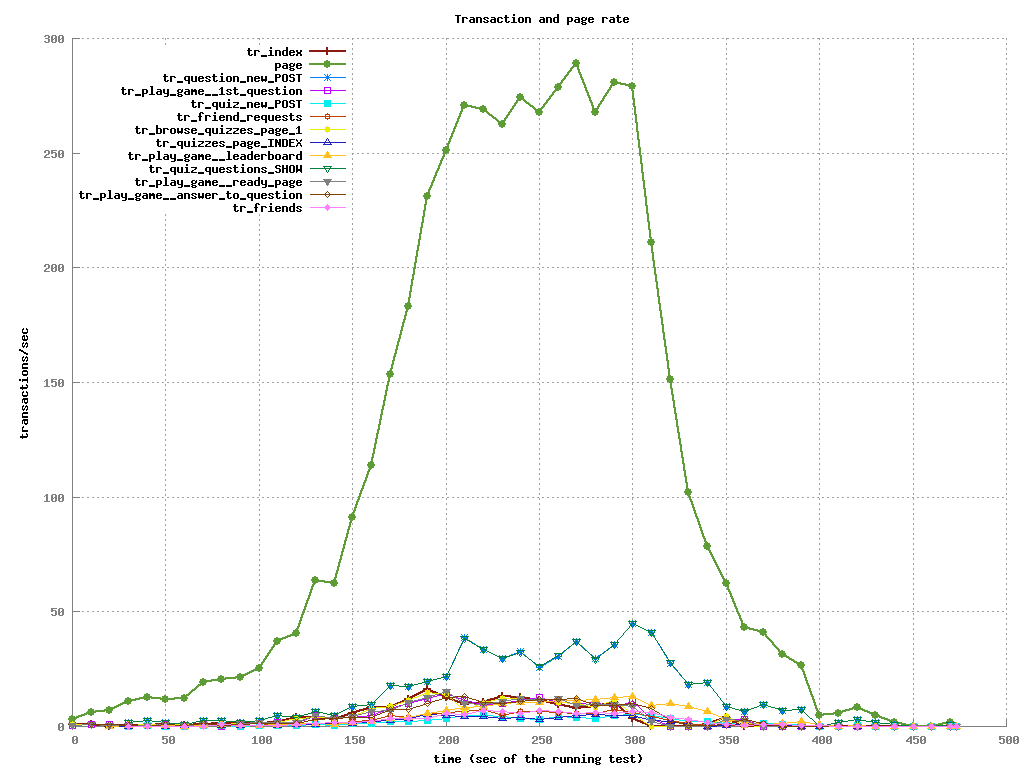 Transaction and page rate
300
250
200
150
100
50
0
transactions/sec
tr_index
page
tr_question_new_POST
tr_play_game__1st_question
tr_quiz_new_POST
tr_friend_requests
tr_browse_quizzes_page_1
tr_quizzes_page_INDEX
tr_play_game__leaderboard
tr_quiz_questions_SHOW
tr_play_game__ready_page
tr_play_game__answer_to_question
tr_friends
0 50 100 150 200 250 300 350 400 450 500
time (sec of the running test)